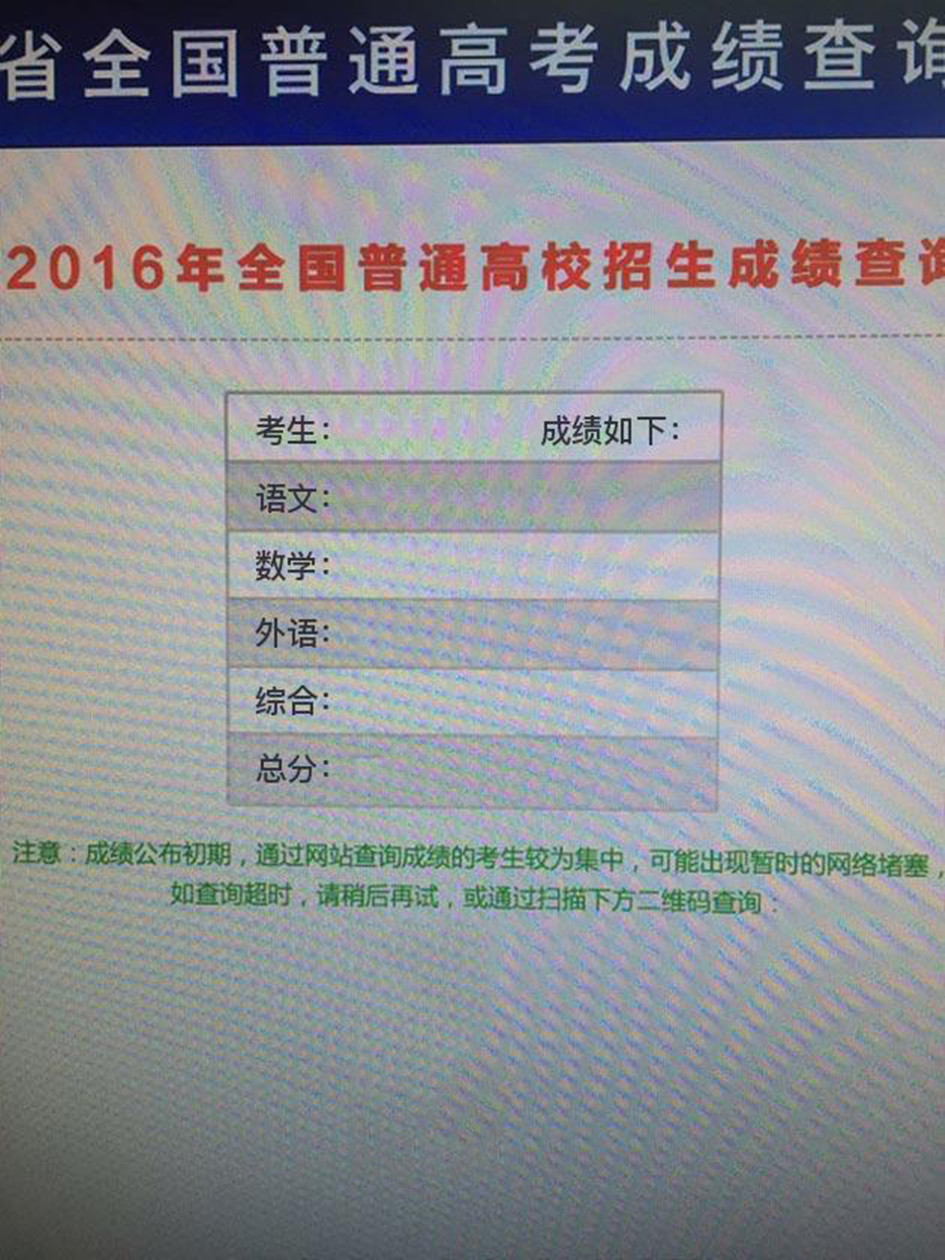 省全国普通高考成绩查询
2016年全国普通高校招生成绩查询
考生： 成绩如下：
语文：
数学：
外语：
综合：
总分：
注意：成绩公布初期，通过网站查询成绩的考生较为集中，可能出现暂时的网络堵塞，
如查询超时，请稍后再试，或通过扫描下方二维码查询：